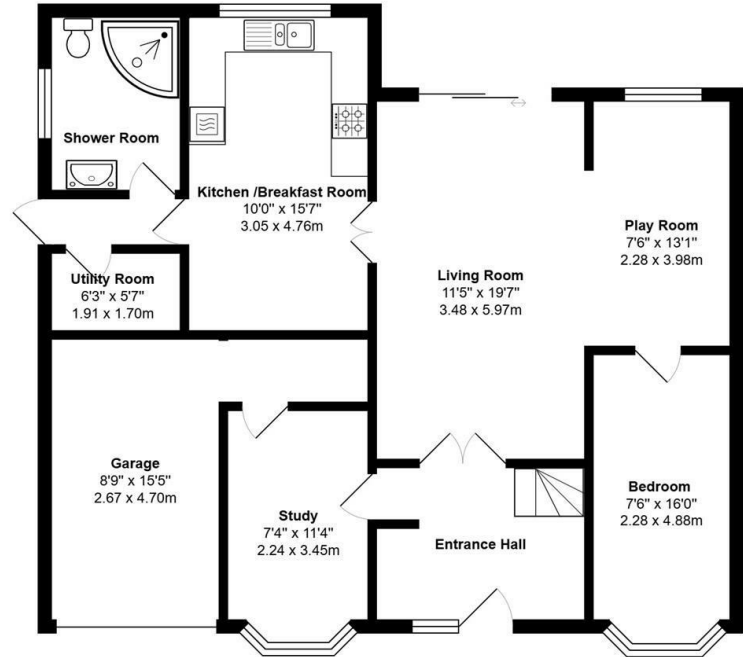 Shower Room
Kitchen /Breakfast Room
10'0" x 15'7"
3.05 x 4.76m
Play Room
7'6" x 13'1"
2.28 x 3.98m
Utility Room
6'3" x 5'7"
1.91 x 1.70m
Living Room
11'5" x 19'7"
3.48 x 5.97m
Garage
8'9" x 15'5"
2.67 x 4.70m
Study
7'4" x 11'4"
2.24 x 3.45m
Entrance Hall
Bedroom
7'6" x 16'0"
2.28 x 4.88m